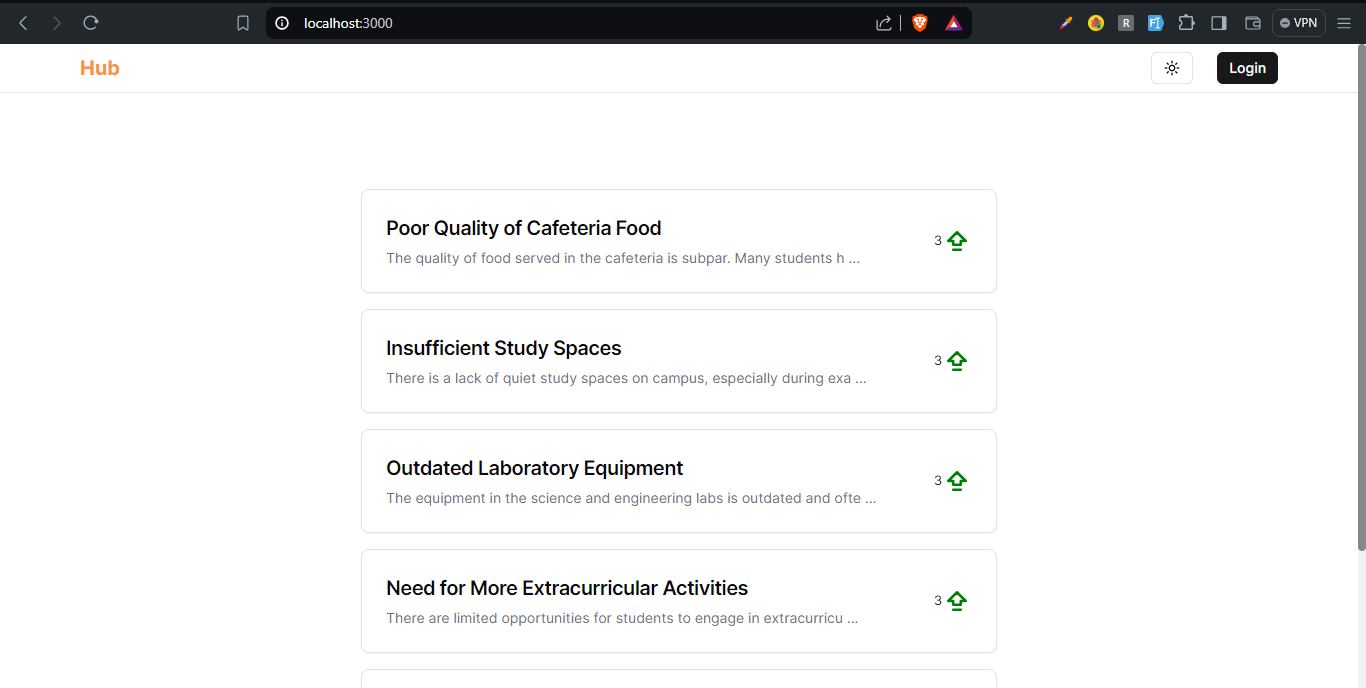 localhost:3000
R
VPN
Hub
Login
Poor Quality of Cafeteria Food
The quality of food served in the cafeteria is subpar. Many students h ...
3
Insufficient Study Spaces
There is a lack of quiet study spaces on campus, especially during exa ...
3
Outdated Laboratory Equipment
The equipment in the science and engineering labs is outdated and ofte ...
3
Need for More Extracurricular Activities
There are limited opportunities for students to engage in extracurricu ...
3